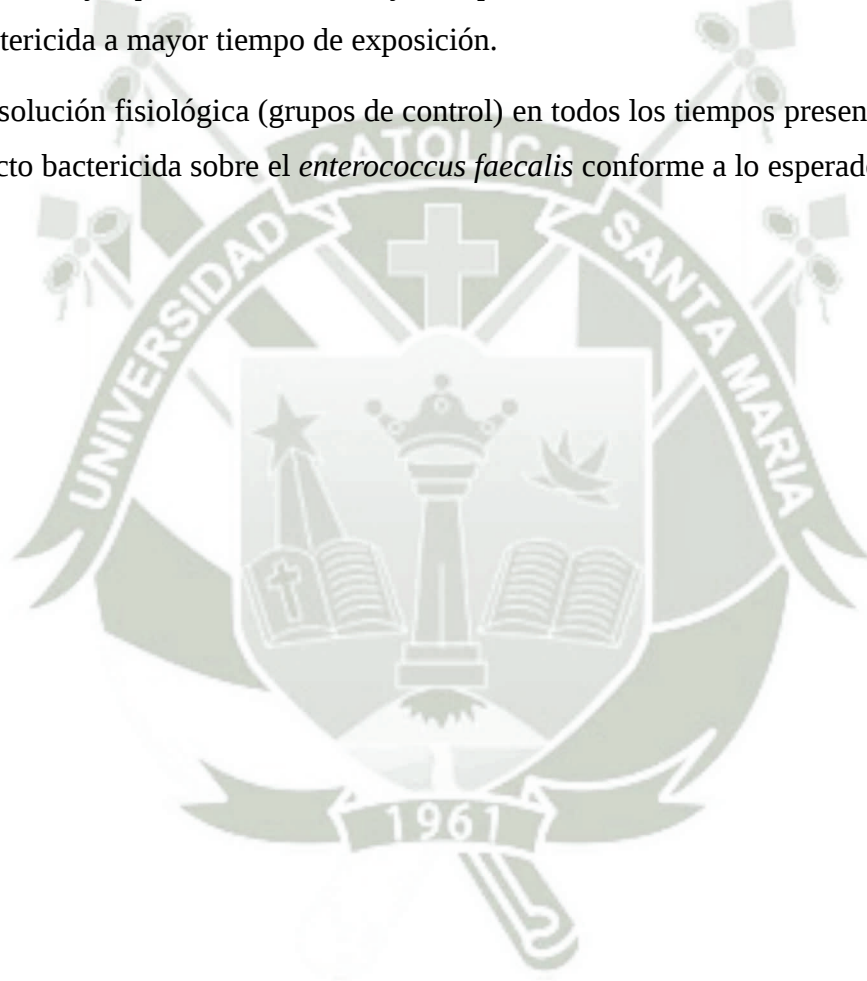 tericida a mayor tiempo de exposición.
solución fisiológica (grupos de control) en todos los tiempos presen
cto bactericida sobre el enterococcus faecalis conforme a lo esperad
CATOLICA
UNIVERSIDAD
SANTA MARIA
1961